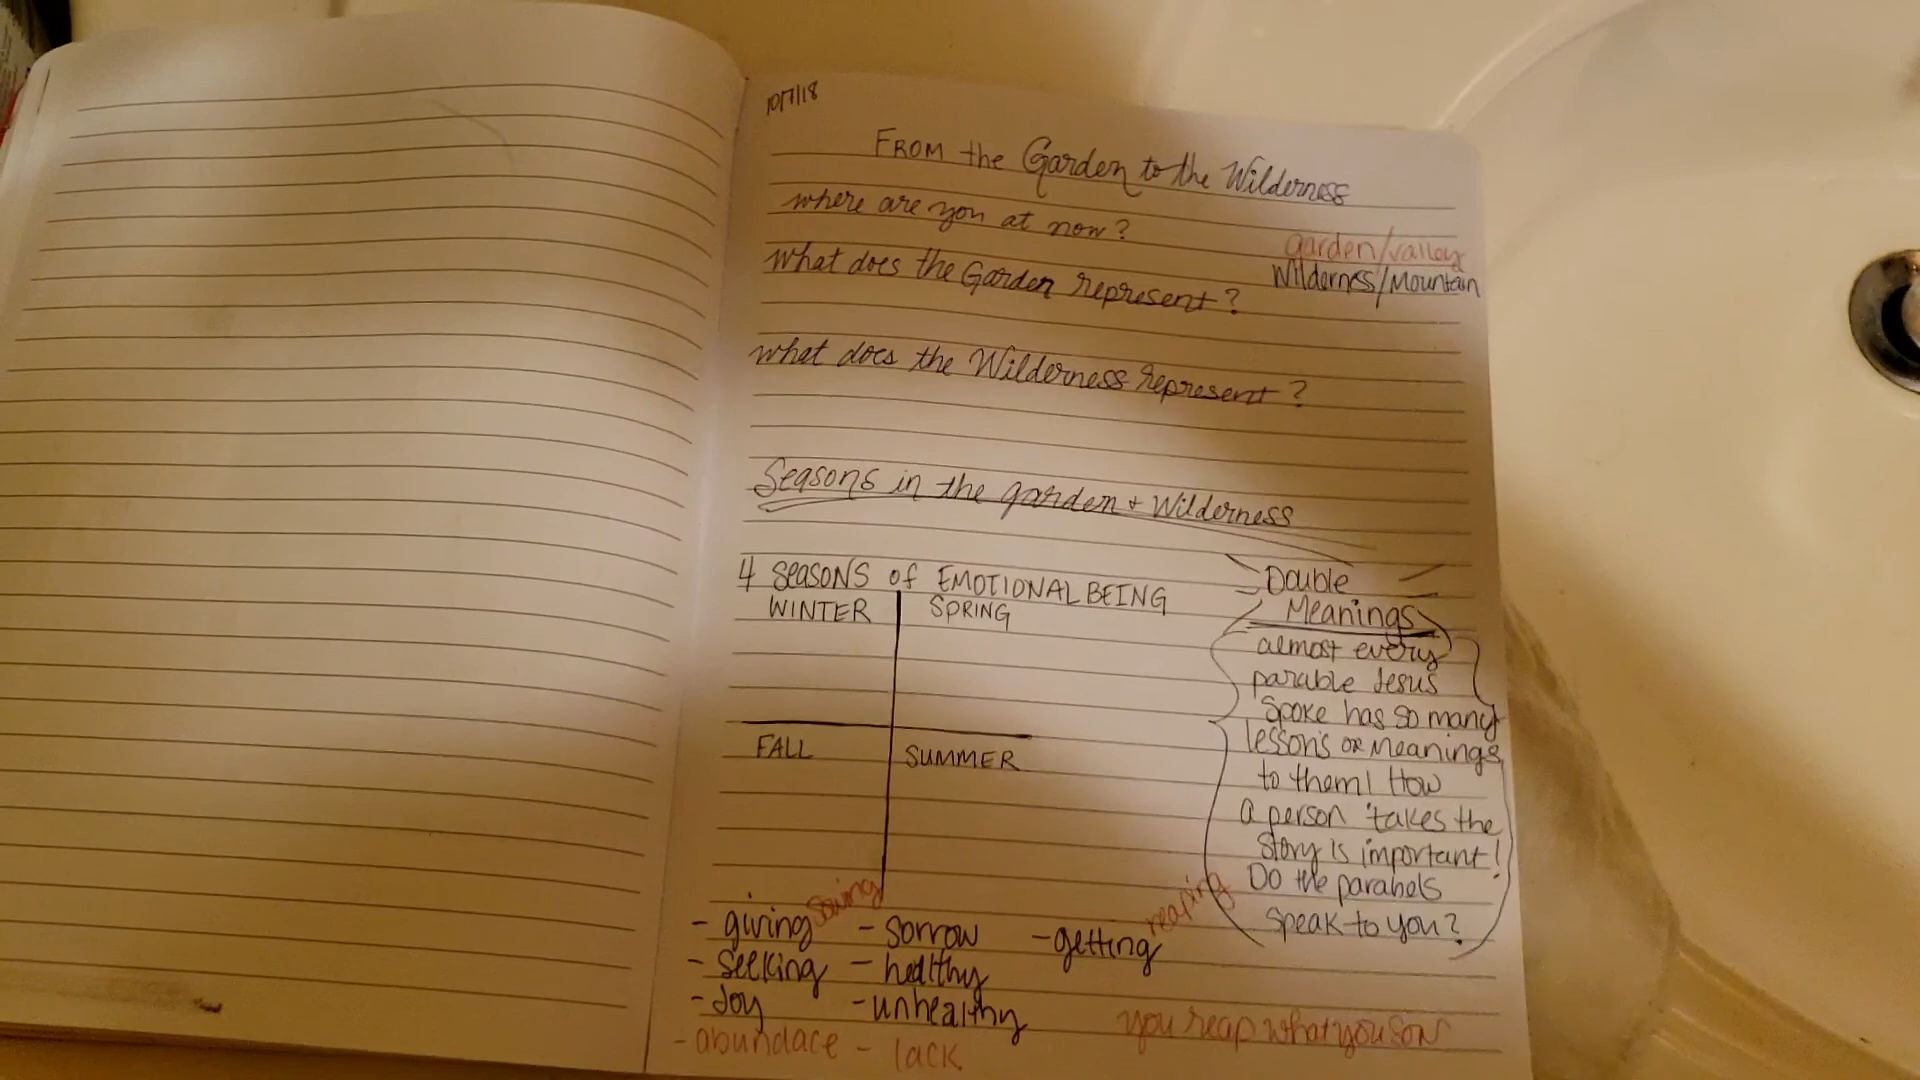 10/7/18
FROM the Garden to the Wilderness
where are you at now?
garden/valley
Wilderness/Mountain
what does the Garden represent?
what does the Wilderness represent?
Seasons in the garden + Wilderness
4 SEASONS of EMOTIONAL BEING
WINTER SPRING
FALL SUMMER
Double
Meanings
almost every
parable Jesus
Spoke has so many
lessons or meanings
to them! How
a person takes the
story is important!
Do the parabels
speak to you?
- giving sowing - sorrow - getting reaping
- Seeking - healthy
- Joy - unhealthy
- abundace - lack
you reap what you sow